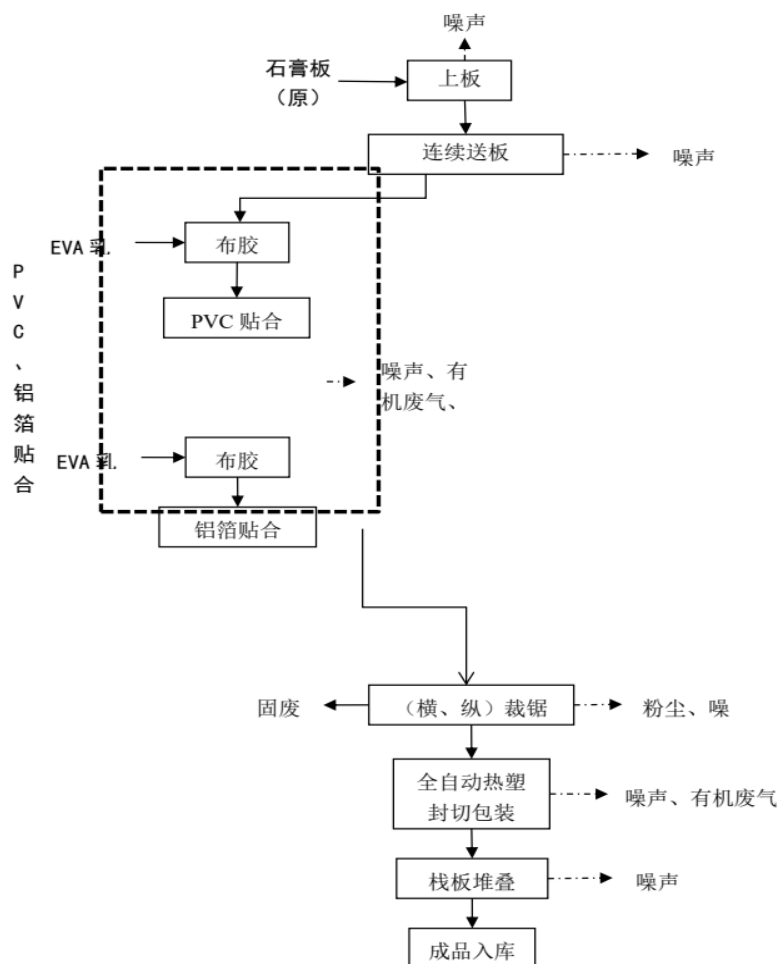 噪声
石膏板
（原）
上板
连续送板
噪声
EVA 乳
布胶
PVC 贴合
PVC、铝箔贴合
噪声、有
机废气、
EVA 乳
布胶
铝箔贴合
固废
（横、纵）裁锯
粉尘、噪
全自动热塑
封切包装
噪声、有机废气
栈板堆叠
噪声
成品入库